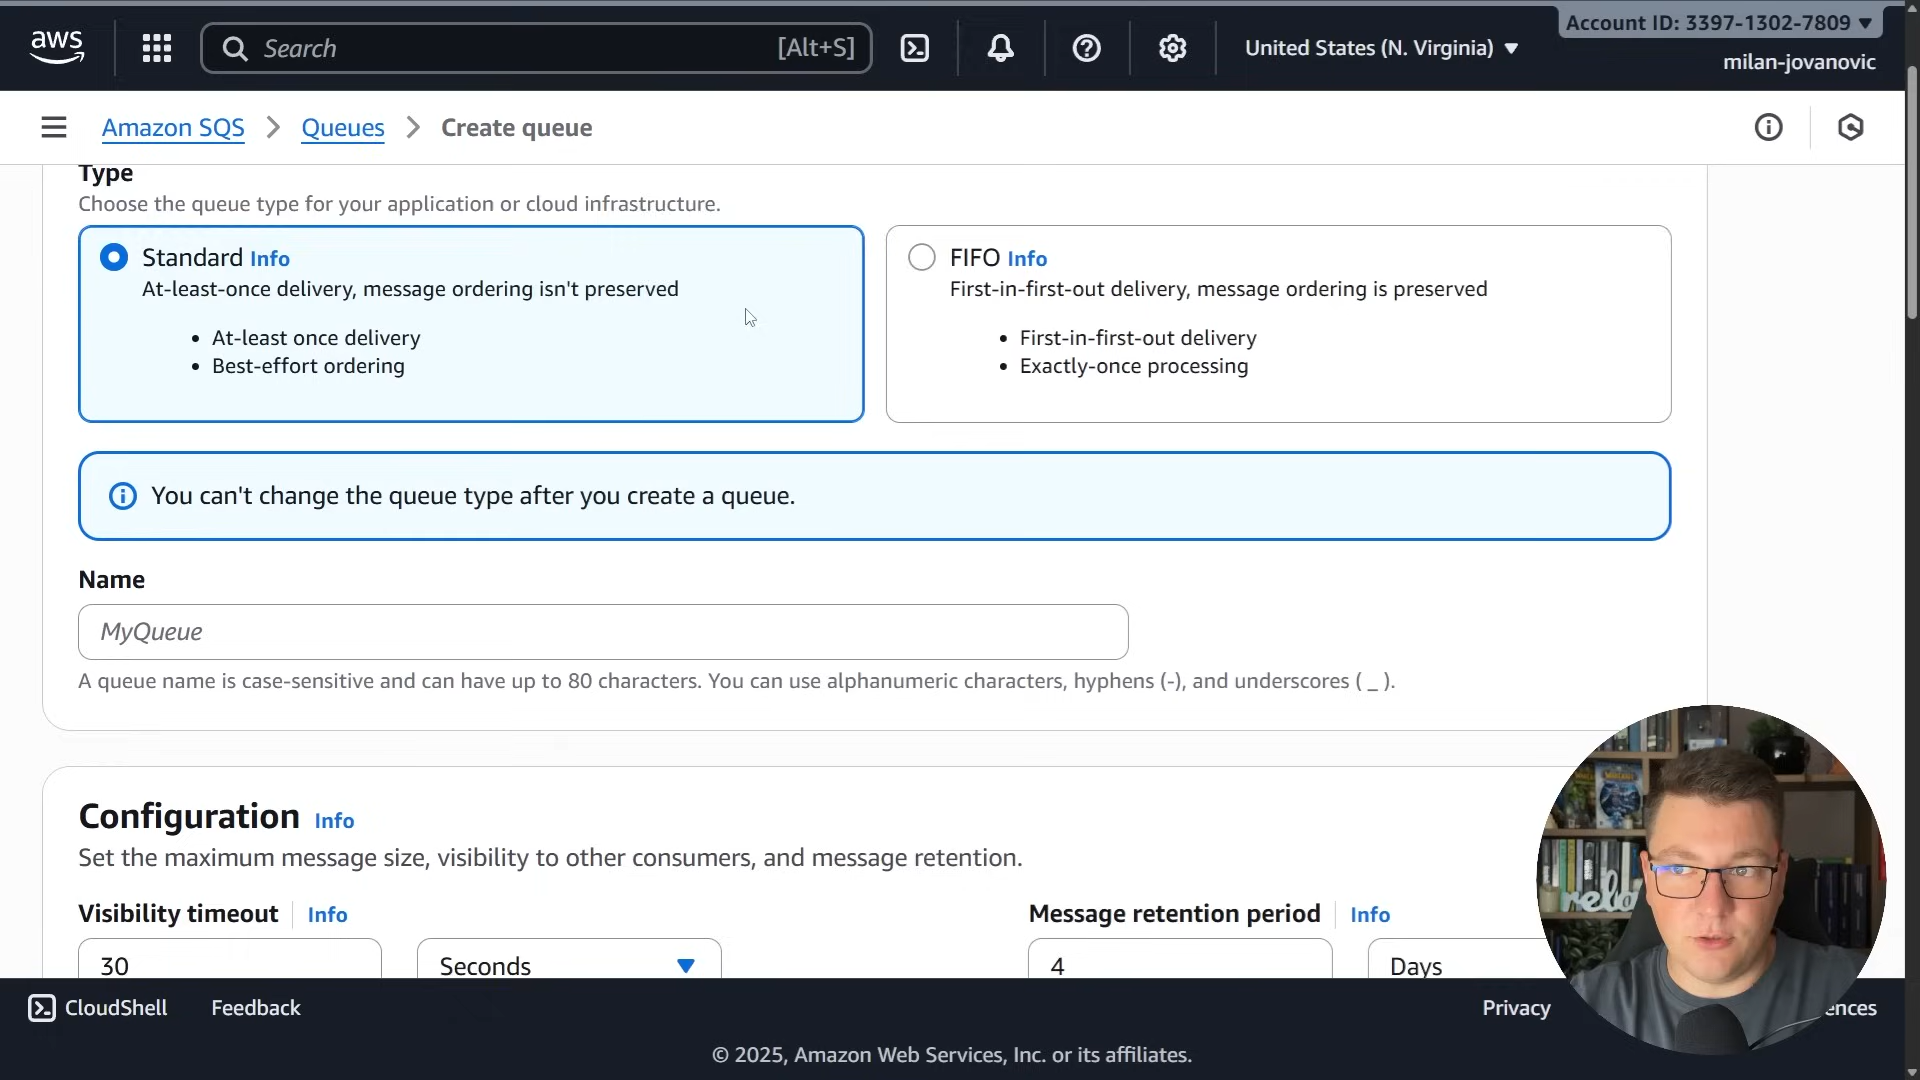 Account ID: 3397-1302-7809
aws
Search
[Alt+S]
United States (N. Virginia)
milan-jovanovic
Amazon SQS
Queues
Create queue
Type
Choose the queue type for your application or cloud infrastructure.
Standard Info
At-least-once delivery, message ordering isn't preserved
• At-least once delivery
• Best-effort ordering
FIFO Info
First-in-first-out delivery, message ordering is preserved
• First-in-first-out delivery
• Exactly-once processing
You can't change the queue type after you create a queue.
Name
MyQueue
A queue name is case-sensitive and can have up to 80 characters. You can use alphanumeric characters, hyphens (-), and underscores ( _ ).
Configuration Info
Set the maximum message size, visibility to other consumers, and message retention.
Visibility timeout Info
30
Seconds
Message retention period Info
4
Days
CloudShell
Feedback
Privacy
© 2025, Amazon Web Services, Inc. or its affiliates.